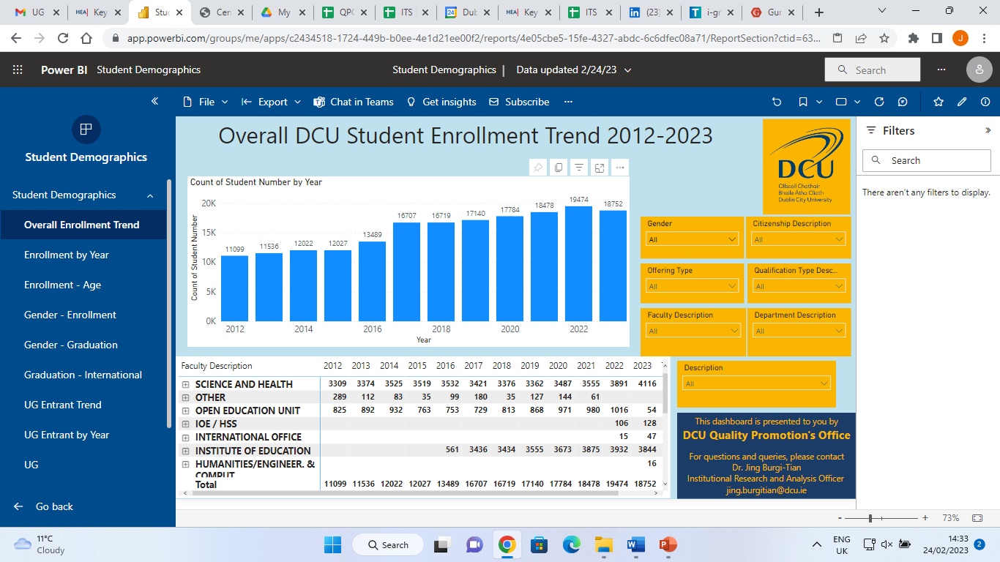 UG
HEA| Key
Stuc
Cen
My
QPC
ITS
Dub
HEA| Key
ITS
(23)
i-gr
Gur
app.powerbi.com/groups/me/apps/c2434518-1724-449b-b0ee-4e1d21ee00f2/reports/4e05cbe5-15fe-4327-abdc-6c6dfec08a71/ReportSection?ctid=63...
J
Power BI Student Demographics
Student Demographics | Data updated 2/24/23
Search
File Export Chat in Teams Get insights Subscribe
Student Demographics
Student Demographics
Overall Enrollment Trend
Enrollment by Year
Enrollment - Age
Gender - Enrollment
Gender - Graduation
Graduation - International
UG Entrant Trend
UG Entrant by Year
UG
Go back
Overall DCU Student Enrollment Trend 2012-2023
DCU
Ollscoil Chathair
Bhaile Átha Cliath
Dublin City University
Filters
Search
There aren't any filters to display.
Count of Student Number by Year
Count of Student Number
20K
15K
10K
5K
0K
11099 11536 12022 12027 13489 16707 16719 17140 17784 18478 19474 18752
2012 2014 2016 2018 2020 2022
Year
Gender
All
Citizenship Description
All
Offering Type
All
Qualification Type Desc...
All
Faculty Description
All
Department Description
All
Description
All
Faculty Description 2012 2013 2014 2015 2016 2017 2018 2019 2020 2021 2022 2023
SCIENCE AND HEALTH 3309 3374 3525 3519 3532 3421 3376 3362 3487 3555 3891 4116
OTHER 289 112 83 35 99 180 35 127 144 61
OPEN EDUCATION UNIT 825 892 932 763 753 729 813 868 971 980 1016 54
IOE / HSS 106 128
INTERNATIONAL OFFICE 15 47
INSTITUTE OF EDUCATION 561 3436 3434 3555 3673 3875 3932 3844
HUMANITIES/ENGINEER. & 16
COMPUT
Total 11099 11536 12022 12027 13489 16707 16719 17140 17784 18478 19474 18752
This dashboard is presented to you by
DCU Quality Promotion's Office
For questions and queries, please contact
Dr. Jing Burgi-Tian
Institutional Research and Analysis Officer
jing.burgitian@dcu.ie
- + 73%
11°C
Cloudy
Search
ENG
UK
14:33
24/02/2023
2